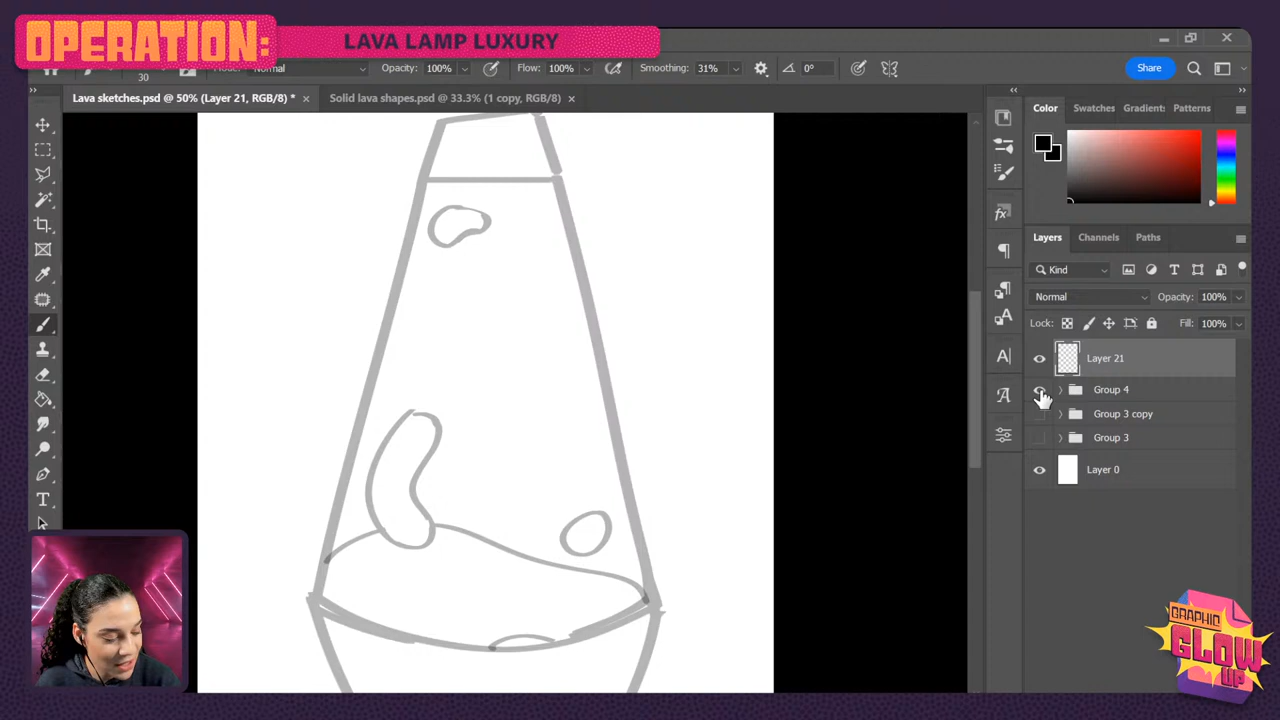 OPERATION:
LAVA LAMP LUXURY
30
Normal
Opacity: 100%
Flow: 100%
Smoothing: 31%
0°
Share
Lava sketches.psd @ 50% (Layer 21, RGB/8) *
Solid lava shapes.psd @ 33.3% (1 copy, RGB/8)
Color
Swatches
Gradient:
Patterns
Layers
Channels
Paths
Kind
Normal
Opacity: 100%
Lock:
Fill: 100%
Layer 21
Group 4
Group 3 copy
Group 3
Layer 0
GRAPHIC
GLOW
UP